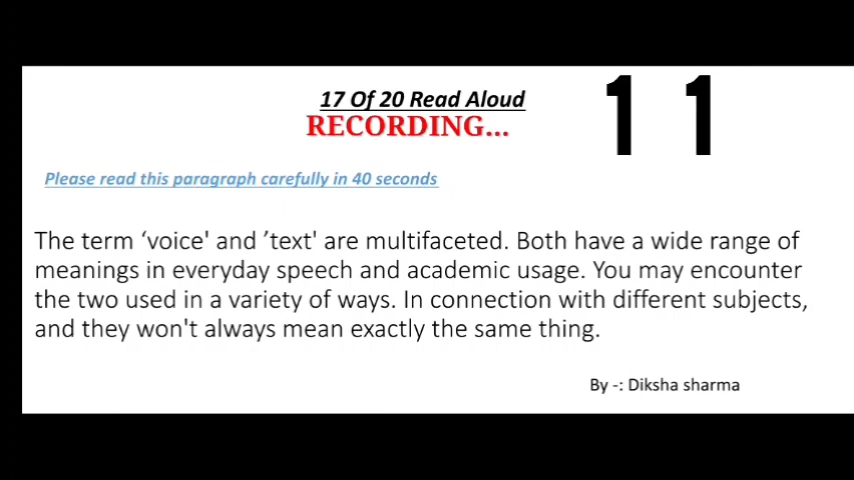 17 Of 20 Read Aloud
11
RECORDING...
Please read this paragraph carefully in 40 seconds
The term ‘voice' and ’text' are multifaceted. Both have a wide range of
meanings in everyday speech and academic usage. You may encounter
the two used in a variety of ways. In connection with different subjects,
and they won't always mean exactly the same thing.
By -: Diksha sharma